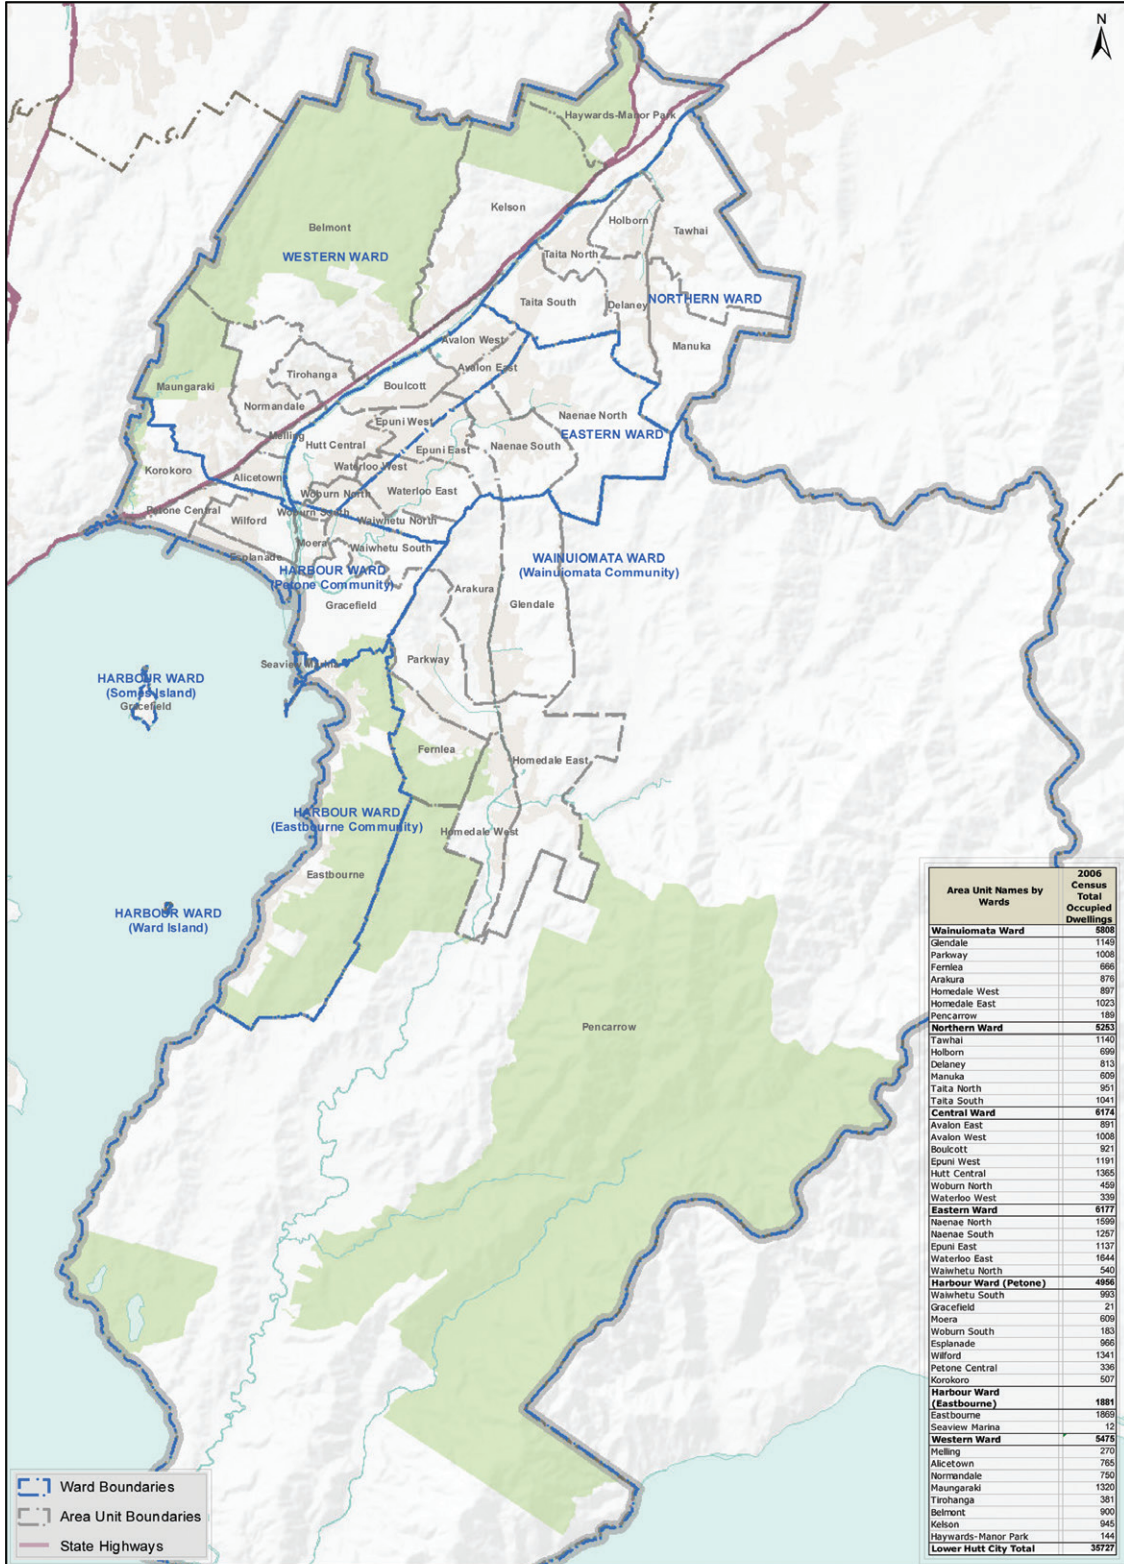 N
Haywards-Manor Park
Kelson
Belmont
WESTERN WARD
Holborn
Tawhai
Taita North
Taita South
Delaney
NORTHERN WARD
Manuka
Avalon West
Avalon East
Tirohanga
Boulcott
Maungaraki
Normandale
Naenae North
EASTERN WARD
Epuni West
Melling
Hutt Central
Epuni East
Naenae South
Korokoro
Waterloo West
Alicetown
Woburn North
Waterloo East
Petone Central
Wilford
Woburn South
Waiwhetu North
Moera
Waiwhetu South
Esplanade
HARBOUR WARD
(Petone Community)
WAINUIOMATA WARD
(Wainuiomata Community)
Arakura
Glendale
Gracefield
Seaview Marina
Parkway
HARBOUR WARD
(Somes Island)
Gracefield
Fernlea
Homedale East
HARBOUR WARD
(Eastbourne Community)
Homedale West
Eastbourne
HARBOUR WARD
(Ward Island)
Pencarrow
Area Unit Names by
Wards
2006
Census
Total
Occupied
Dwellings
Wainuiomata Ward 5808
Glendale 1149
Parkway 1008
Fernlea 666
Arakura 876
Homedale West 897
Homedale East 1023
Pencarrow 189
Northern Ward 5253
Tawhai 1140
Holborn 699
Delaney 813
Manuka 609
Taita North 951
Taita South 1041
Central Ward 6174
Avalon East 891
Avalon West 1008
Boulcott 921
Epuni West 1191
Hutt Central 1365
Woburn North 459
Waterloo West 339
Eastern Ward 6177
Naenae North 1599
Naenae South 1257
Epuni East 1137
Waterloo East 1644
Waiwhetu North 540
Harbour Ward (Petone) 4956
Waiwhetu South 993
Gracefield 21
Moera 609
Woburn South 183
Esplanade 966
Wilford 1341
Petone Central 336
Korokoro 507
Harbour Ward
(Eastbourne) 1881
Eastbourne 1869
Seaview Marina 12
Western Ward 5475
Melling 270
Alicetown 765
Normandale 750
Maungaraki 1320
Tirohanga 381
Belmont 900
Kelson 945
Haywards-Manor Park 144
Lower Hutt City Total 35727
Ward Boundaries
Area Unit Boundaries
State Highways